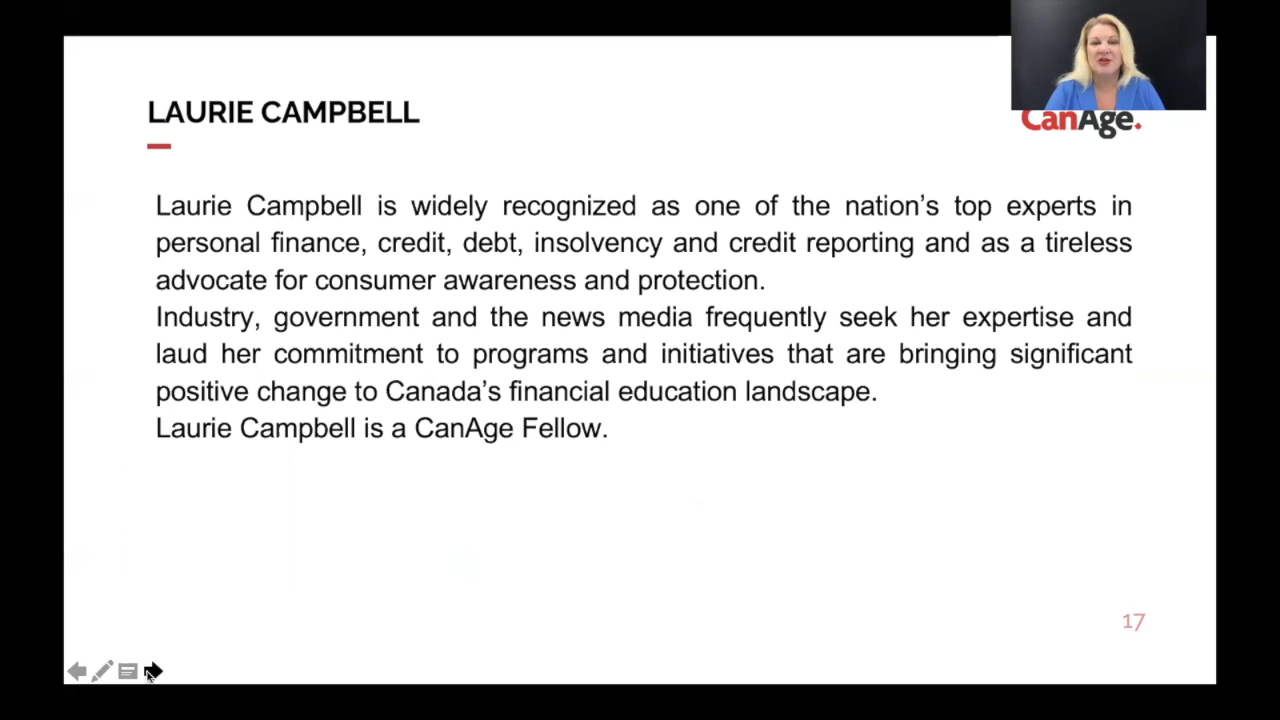 LAURIE CAMPBELL
CanAge.
Laurie Campbell is widely recognized as one of the nation’s top experts in
personal finance, credit, debt, insolvency and credit reporting and as a tireless
advocate for consumer awareness and protection.
Industry, government and the news media frequently seek her expertise and
laud her commitment to programs and initiatives that are bringing significant
positive change to Canada’s financial education landscape.
Laurie Campbell is a CanAge Fellow.
17